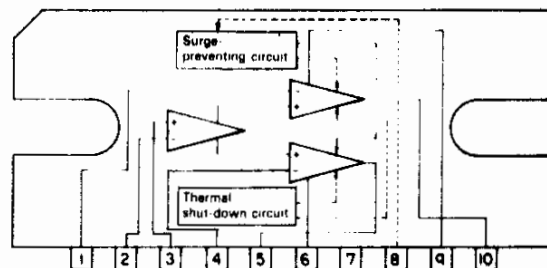 Surge-
preventing circuit
Thermal
shut-down circuit
1 2 3 4 5 6 7 8 9 10